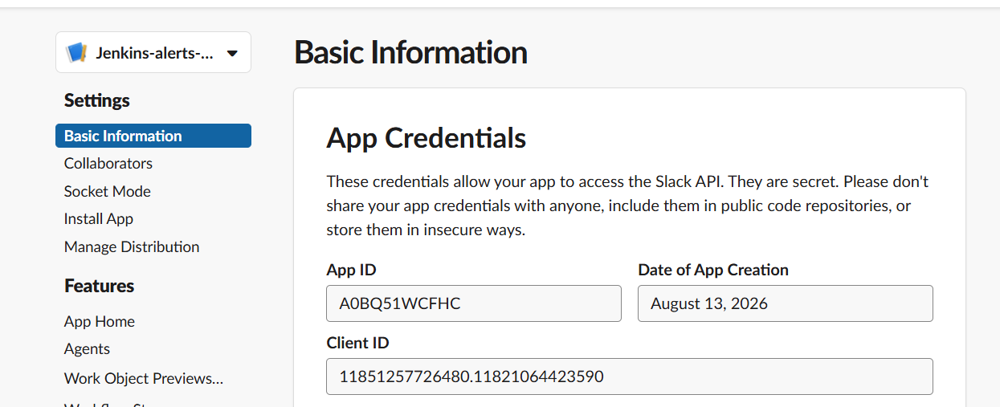 Jenkins-alerts-...
Settings
Basic Information
Collaborators
Socket Mode
Install App
Manage Distribution
Features
App Home
Agents
Work Object Previews...
Basic Information
App Credentials
These credentials allow your app to access the Slack API. They are secret. Please don't
share your app credentials with anyone, include them in public code repositories, or
store them in insecure ways.
App ID
A0BQ51WCFHC
Date of App Creation
August 13, 2026
Client ID
11851257726480.11821064423590